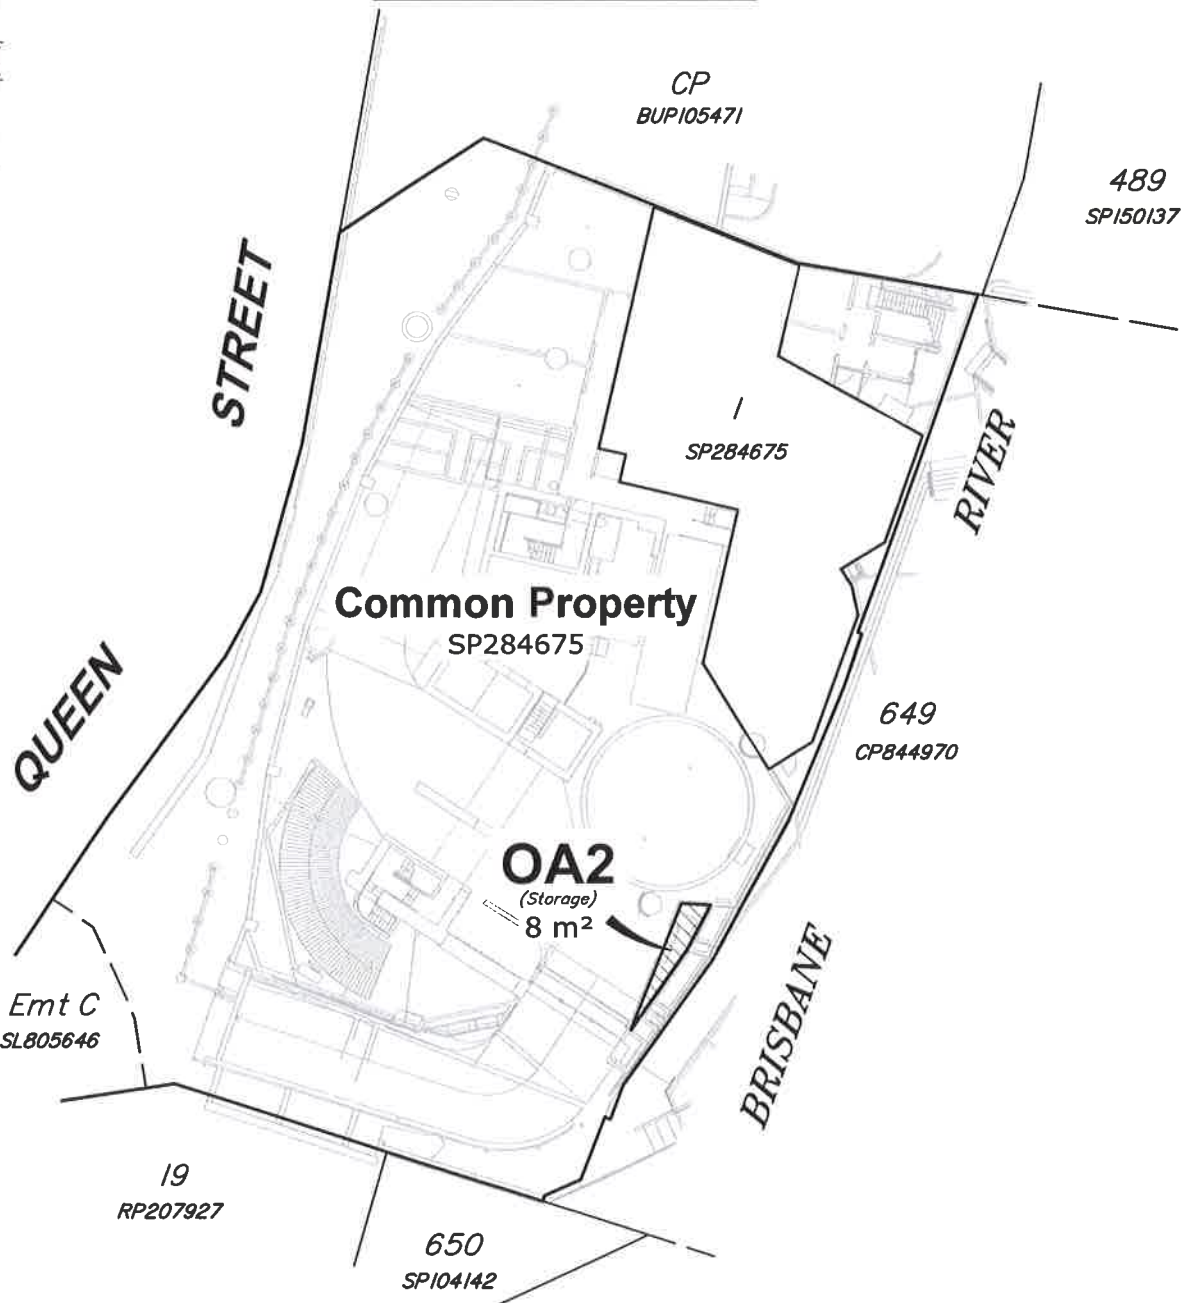 CP
BUP105471
489
SP150137
STREET
1
SP284675
RIVER
Common Property
SP284675
QUEEN
649
CP844970
OA2
(Storage)
8 m²
BRISBANE
Emt C
SL805646
19
RP207927
650
SP104142